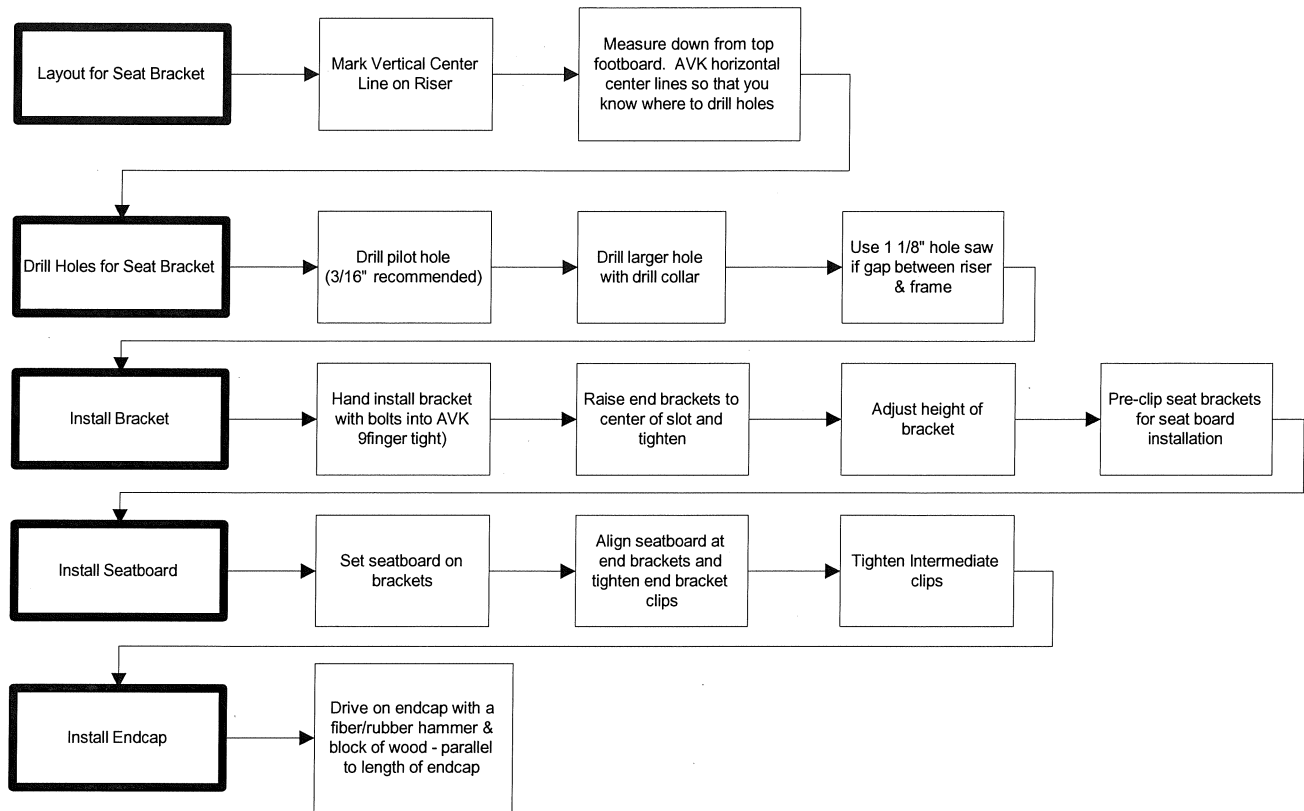 Layout for Seat Bracket
Mark Vertical Center
Line on Riser
Measure down from top
footboard. AVK horizontal
center lines so that you
know where to drill holes
Drill Holes for Seat Bracket
Drill pilot hole
(3/16" recommended)
Drill larger hole
with drill collar
Use 1 1/8" hole saw
if gap between riser
& frame
Install Bracket
Hand install bracket
with bolts into AVK
9finger tight)
Raise end brackets to
center of slot and
tighten
Adjust height of
bracket
Pre-clip seat brackets
for seat board
installation
Install Seatboard
Set seatboard on
brackets
Align seatboard at
end brackets and
tighten end bracket
clips
Tighten Intermediate
clips
Install Endcap
Drive on endcap with a
fiber/rubber hammer &
block of wood - parallel
to length of endcap